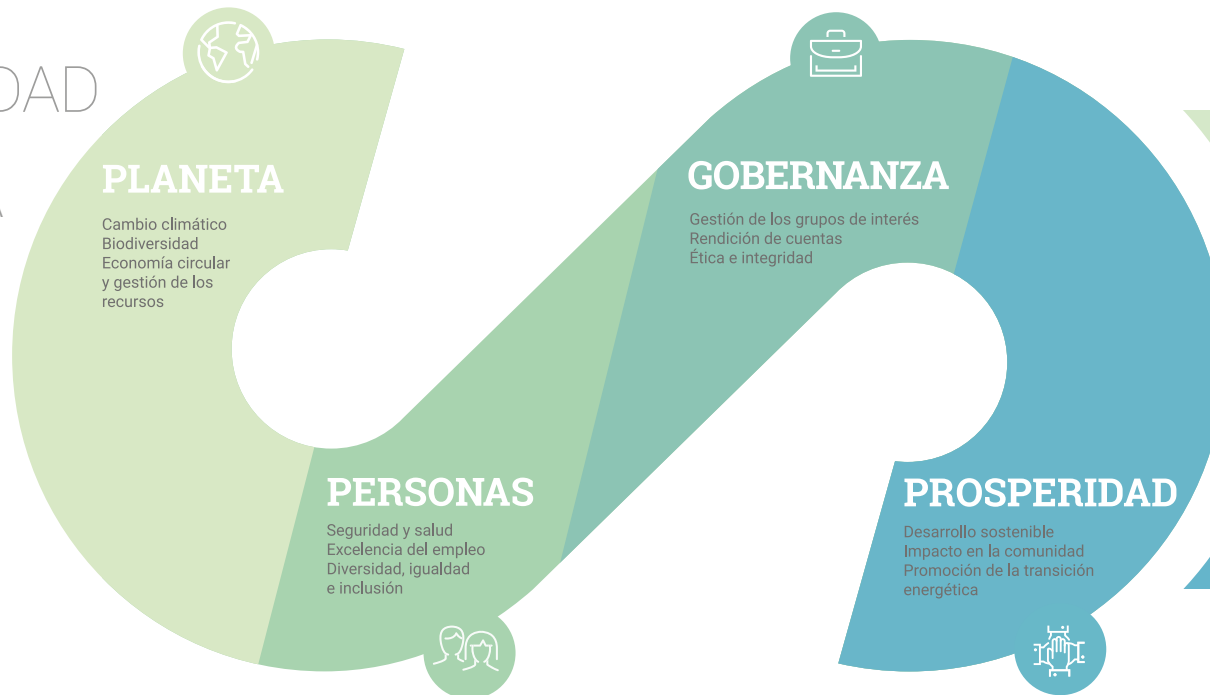 DAD
PLANETA
Cambio climático
Biodiversidad
Economía circular
y gestión de los
recursos
GOBERNANZA
Gestión de los grupos de interés
Rendición de cuentas
Ética e integridad
PERSONAS
Seguridad y salud
Excelencia del empleo
Diversidad, igualdad
e inclusión
PROSPERIDAD
Desarrollo sostenible
Impacto en la comunidad
Promoción de la transición
energética